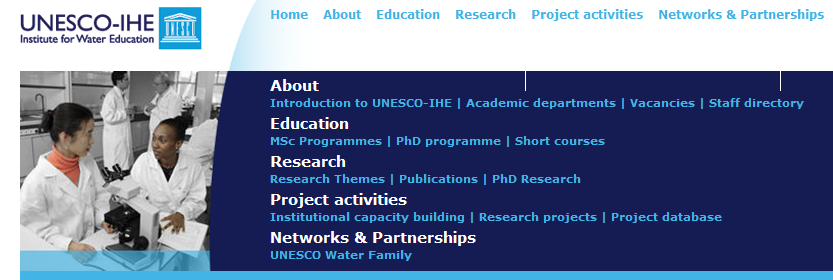 UNESCO-IHE
Institute for Water Education
UNESCO
Home About Education Research Project activities Networks & Partnerships
About
Introduction to UNESCO-IHE | Academic departments | Vacancies | Staff directory
Education
MSc Programmes | PhD programme | Short courses
Research
Research Themes | Publications | PhD Research
Project activities
Institutional capacity building | Research projects | Project database
Networks & Partnerships
UNESCO Water Family